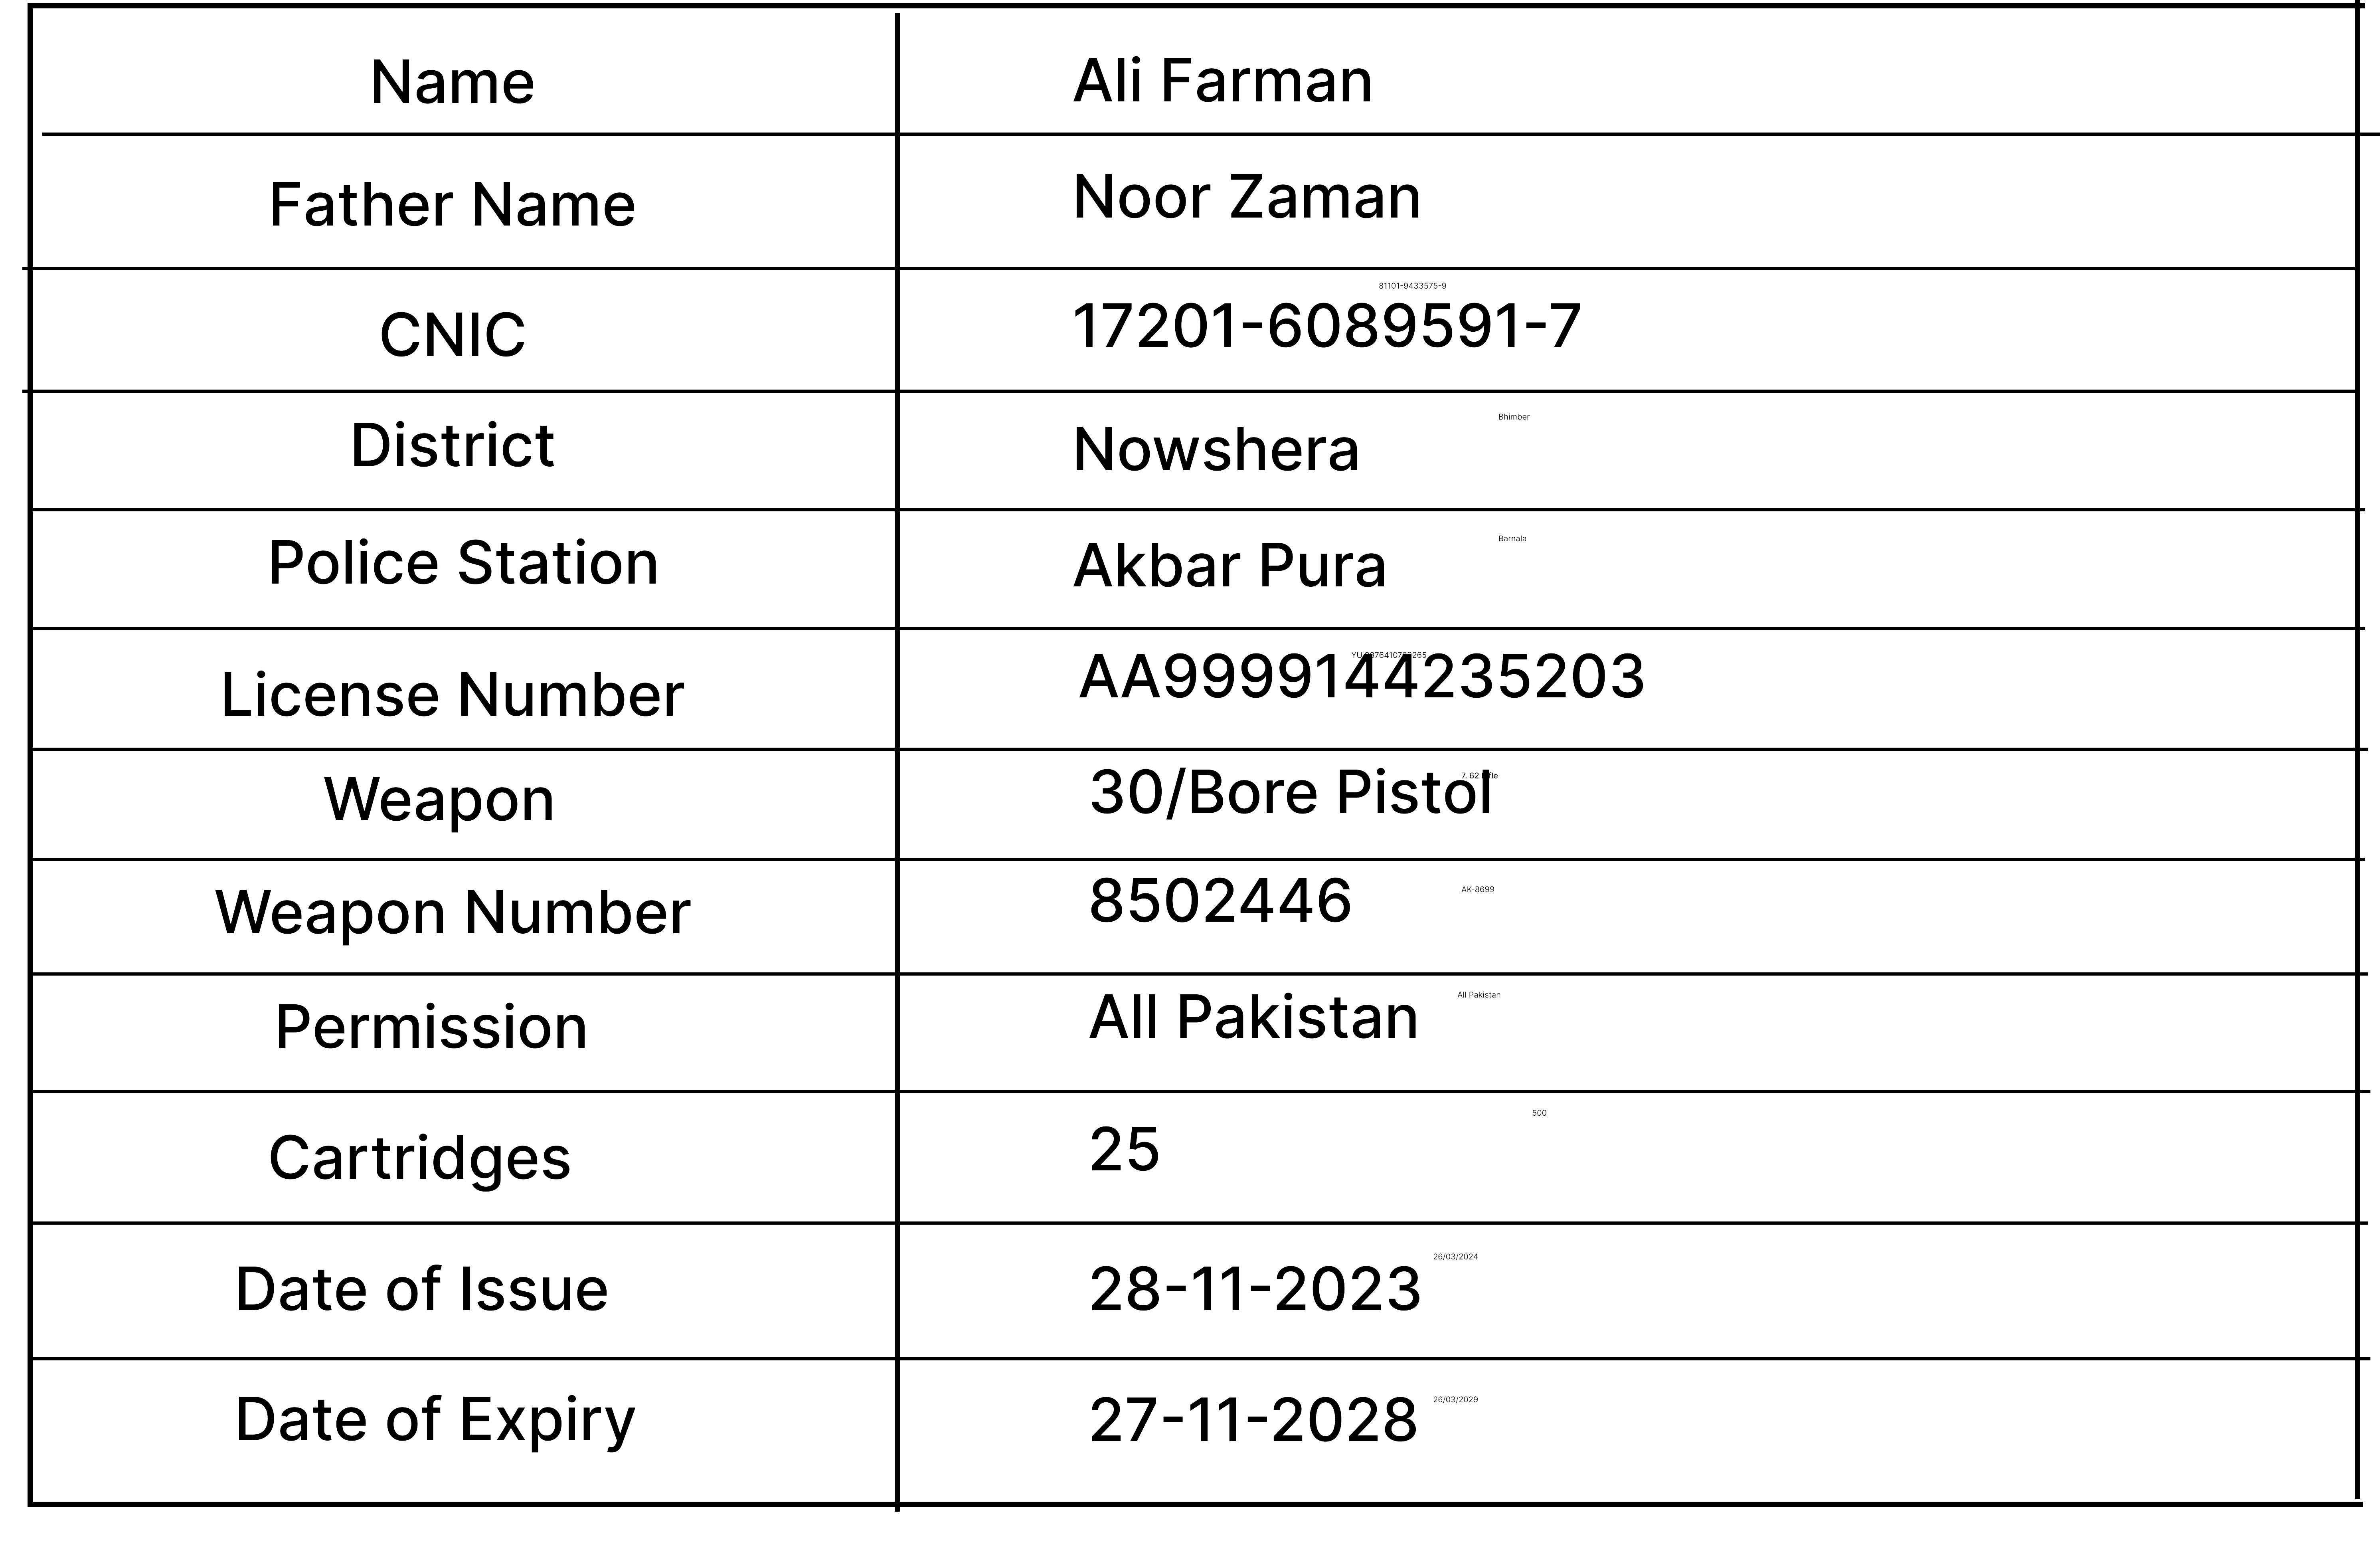 Name Ali Farman
Father Name Noor Zaman
81101-9433575-9
CNIC 17201-6089591-7
Bhimber
District Nowshera
Barnala
Police Station Akbar Pura
License Number AA9999144235203
7. 62
Weapon 30/Bore Pistol
AK-8699
Weapon Number 8502446
All Pakistan
Permission All Pakistan
500
Cartridges 25
26/03/2024
Date of Issue 28-11-2023
26/03/2029
Date of Expiry 27-11-2028